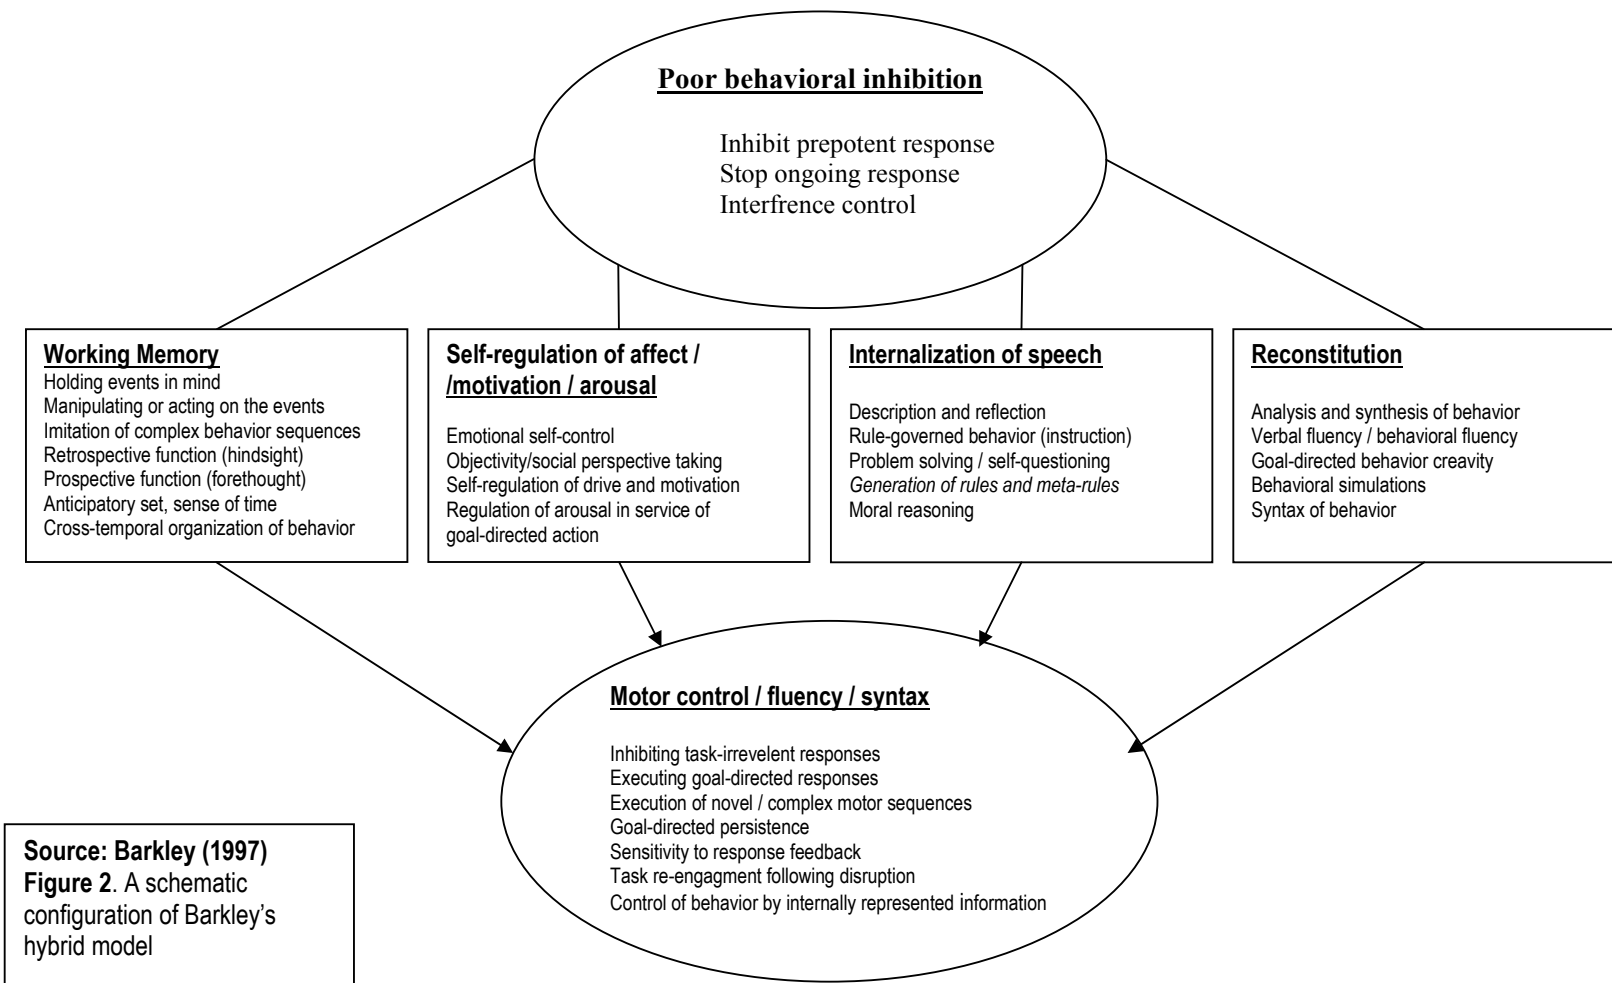 Poor behavioral inhibition
Inhibit prepotent response
Stop ongoing response
Interfrence control
Working Memory
Holding events in mind
Manipulating or acting on the events
Imitation of complex behavior sequences
Retrospective function (hindsight)
Prospective function (forethought)
Anticipatory set, sense of time
Cross-temporal organization of behavior
Self-regulation of affect /
/motivation / arousal
Emotional self-control
Objectivity/social perspective taking
Self-regulation of drive and motivation
Regulation of arousal in service of
goal-directed action
Internalization of speech
Description and reflection
Rule-governed behavior (instruction)
Problem solving / self-questioning
Generation of rules and meta-rules
Moral reasoning
Reconstitution
Analysis and synthesis of behavior
Verbal fluency / behavioral fluency
Goal-directed behavior creavity
Behavioral simulations
Syntax of behavior
Motor control / fluency / syntax
Inhibiting task-irrevelent responses
Executing goal-directed responses
Execution of novel / complex motor sequences
Goal-directed persistence
Sensitivity to response feedback
Task re-engagment following disruption
Control of behavior by internally represented information
Source: Barkley (1997)
Figure 2. A schematic
configuration of Barkley's
hybrid model